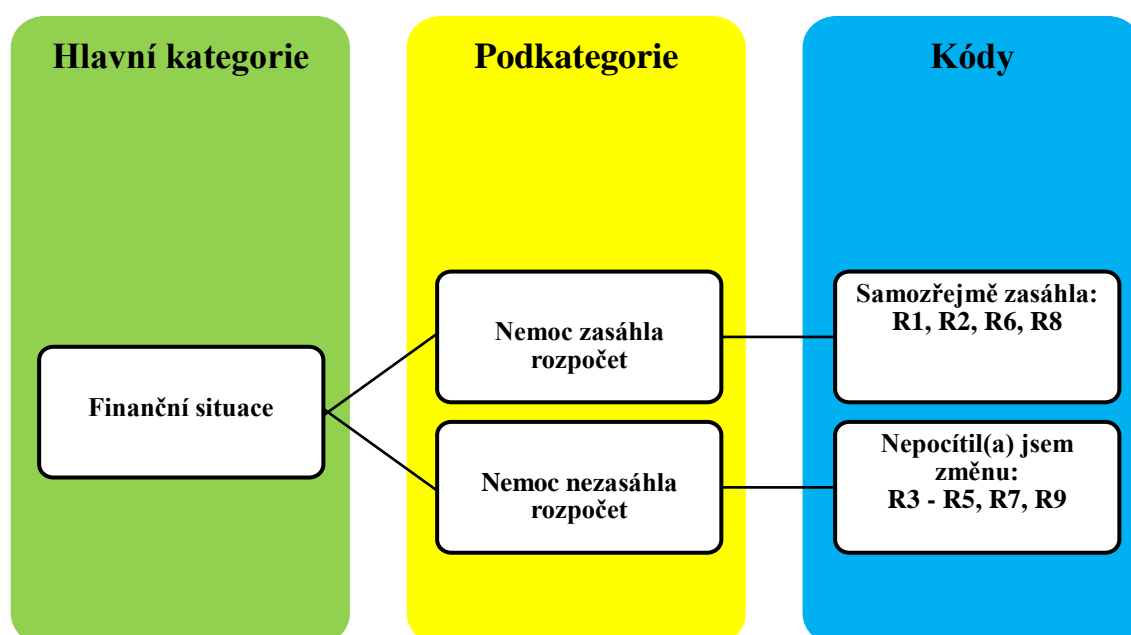 Hlavní kategorie
Podkategorie
Kódy
Finanční situace
Nemoc zasáhla
rozpočet
Samozřejmě zasáhla:
R1, R2, R6, R8
Nemoc nezasáhla
rozpočet
Nepocítil(a) jsem
změnu:
R3 - R5, R7, R9